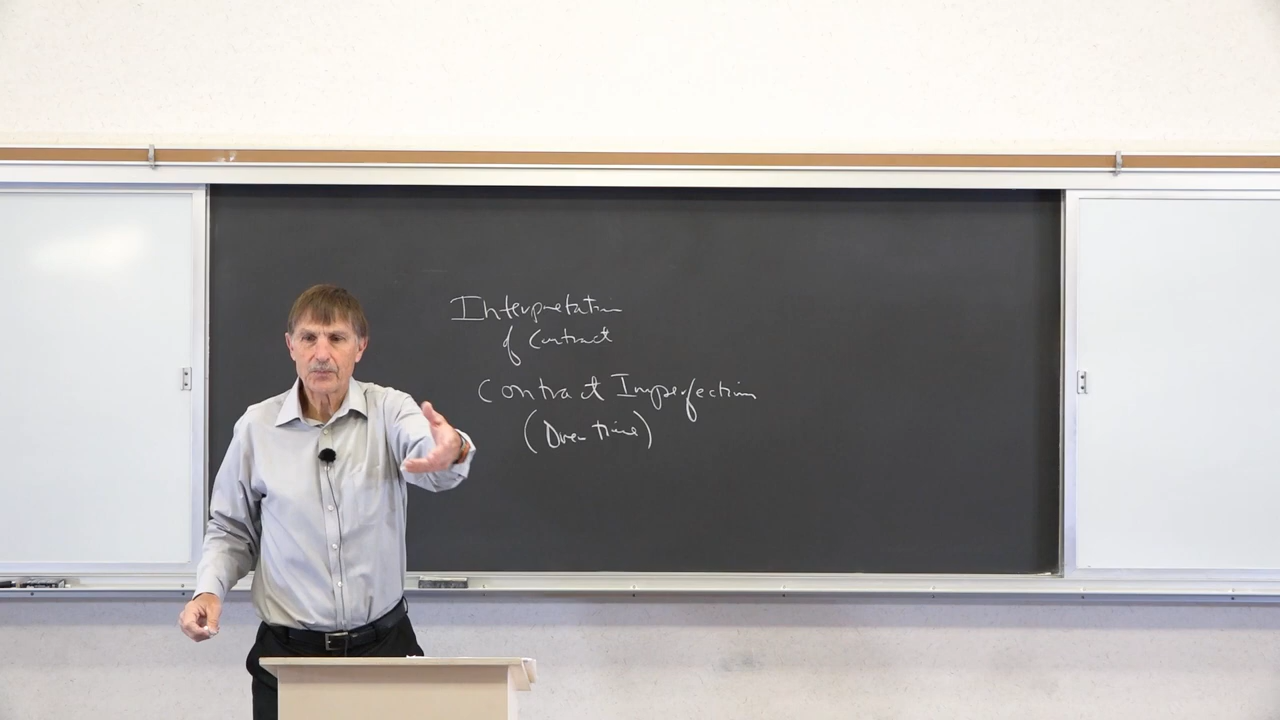 Interpretation
of Contract
Contract Imperfection
(Over time)